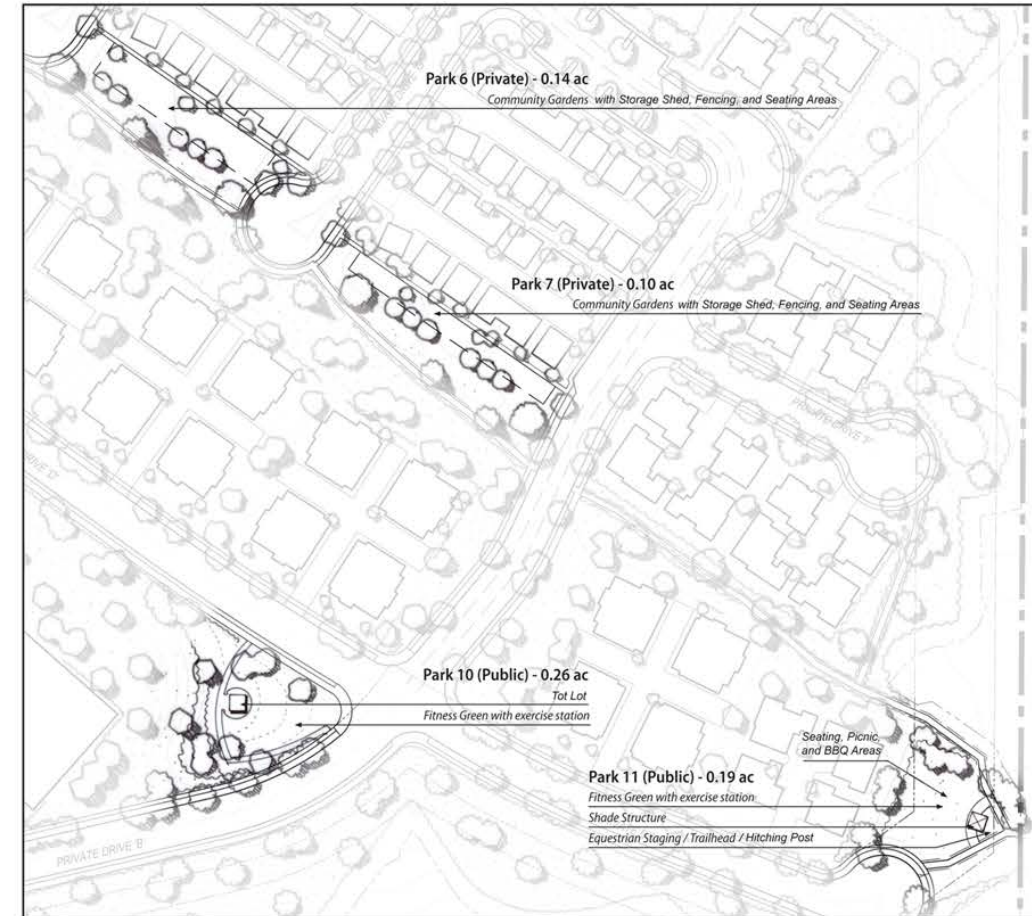 Park 6 (Private) - 0.14 ac
Community Gardens with Storage Shed, Fencing, and Seating Areas
Park 7 (Private) - 0.10 ac
Community Gardens with Storage Shed, Fencing, and Seating Areas
DRIVE
Park 10 (Public) - 0.26 ac
Tot Lot
Fitness Green with exercise station
Seating, Picnic,
and BBQ Areas
Park 11 (Public) - 0.19 ac
Fitness Green with exercise station
Shade Structure
Equestrian Staging / Trailhead / Hitching Post
PRIVATE DRIVE 'B'